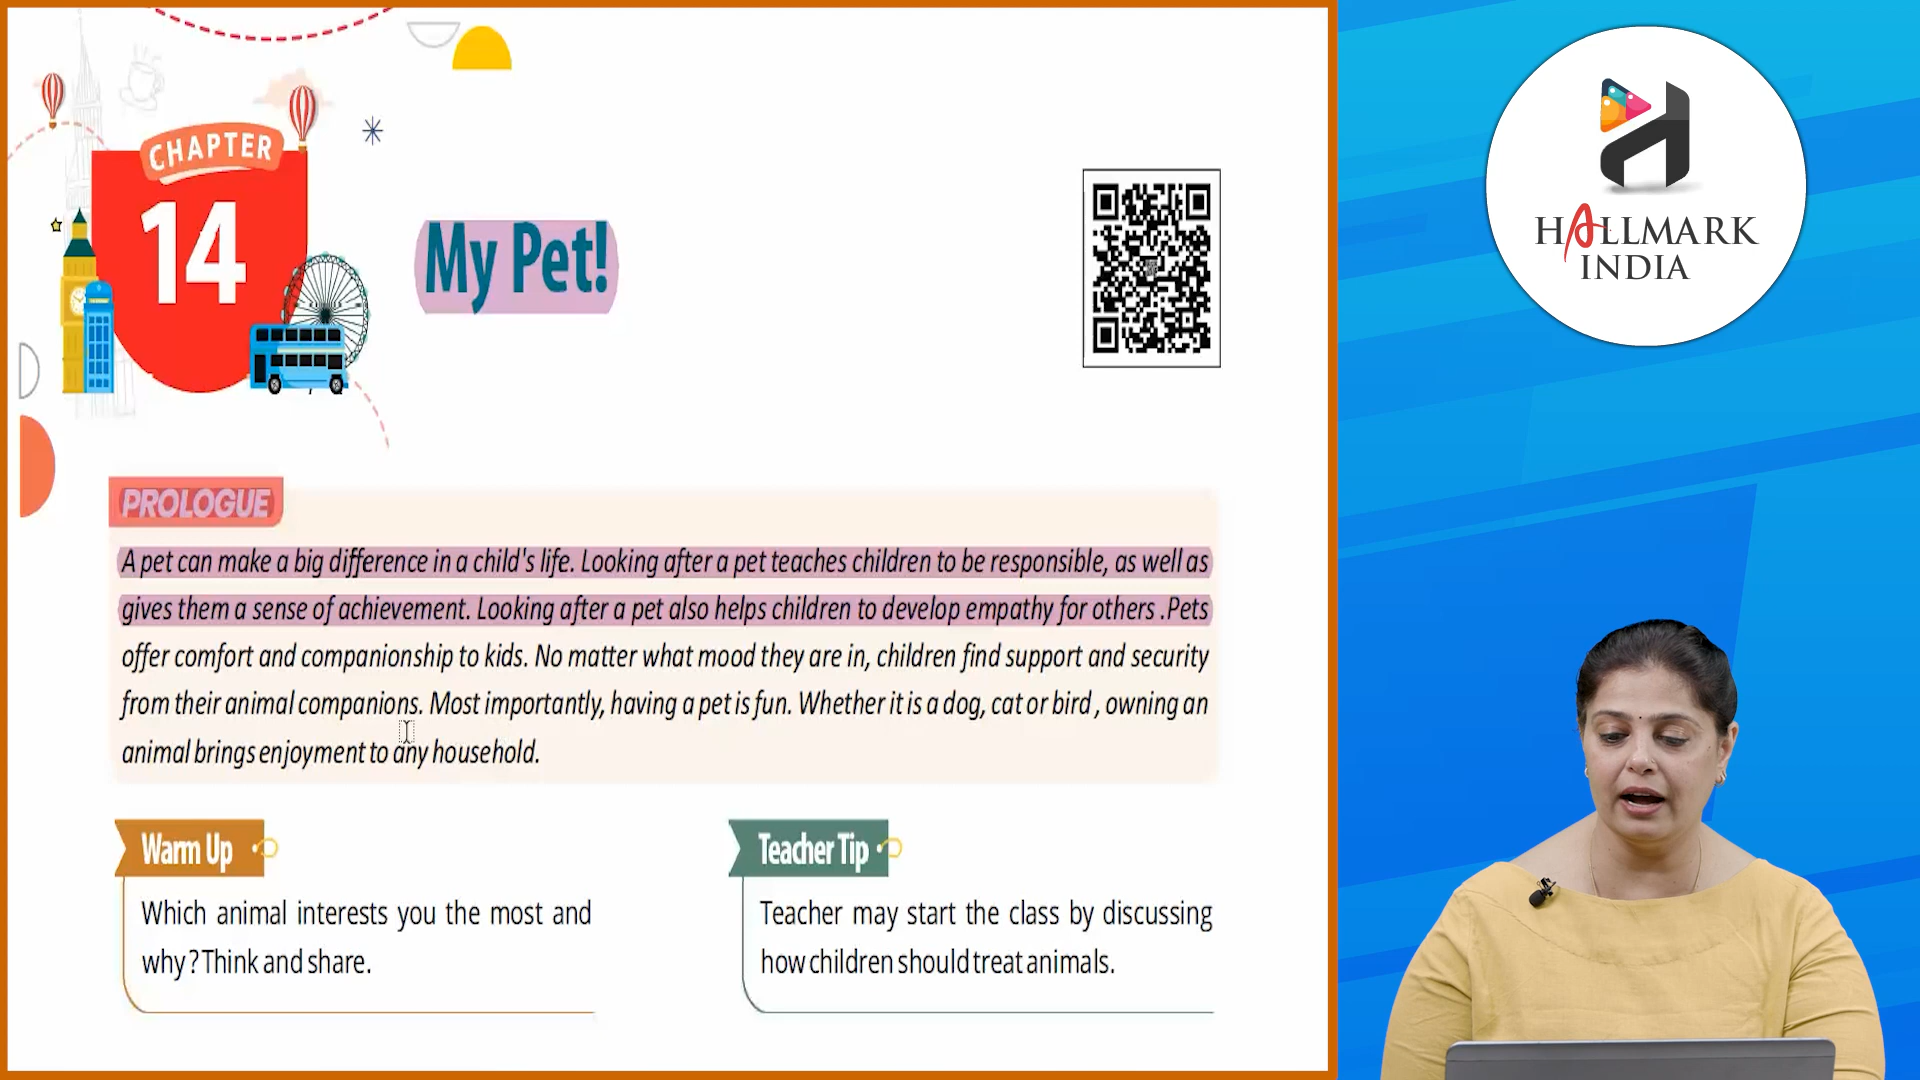 CHAPTER
14
My Pet!
HALLMARK
INDIA
PROLOGUE
A pet can make a big difference in a child's life. Looking after a pet teaches children to be responsible, as well as
gives them a sense of achievement. Looking after a pet also helps children to develop empathy for others .Pets
offer comfort and companionship to kids. No matter what mood they are in, children find support and security
from their animal companions. Most importantly, having a pet is fun. Whether it is a dog, cat or bird , owning an
animal brings enjoyment to any household.
Warm Up
Which animal interests you the most and
why ? Think and share.
Teacher Tip
Teacher may start the class by discussing
how children should treat animals.